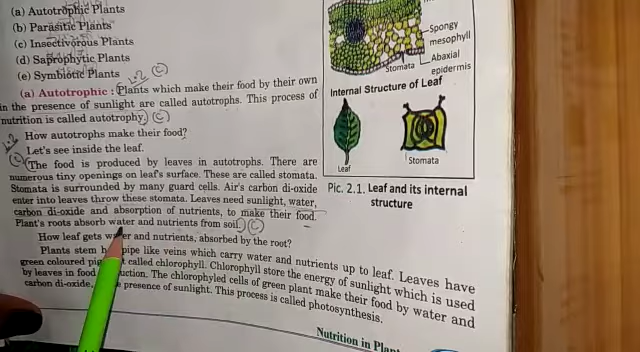 (a) Autotrophic Plants
(b) Parasitic Plants
(c) Insectivorous Plants
(d) Saprophytic Plants
(e) Symbiotic Plants
(a) Autotrophic : Plants which make their food by their own
in the presence of sunlight are called autotrophs. This process of
nutrition is called autotrophy.
How autotrophs make their food?
Let's see inside the leaf.
The food is produced by leaves in autotrophs. There are
numerous tiny openings on leaf's surface. These are called stomata.
Stomata is surrounded by many guard cells. Air's carbon di-oxide
enter into leaves throw these stomata. Leaves need sunlight, water,
carbon di-oxide and absorption of nutrients, to make their food.
Plant's roots absorb water and nutrients from soil.
How leaf gets water and nutrients, absorbed by the root?
Plants stem pipe like veins which carry water and nutrients up to leaf. Leaves have
green coloured called chlorophyll. Chlorophyll store the energy of sunlight which is used
by leaves in food The chlorophyled cells of green plant make their food by water and
carbon di-oxide, presence of sunlight. This process is called photosynthesis.
Spongy
mesophyll
Abaxial
epidermis
Stomata
Internal Structure of Leaf
Leaf
Stomata
Pic. 2.1. Leaf and its internal
structure
Nutrition in